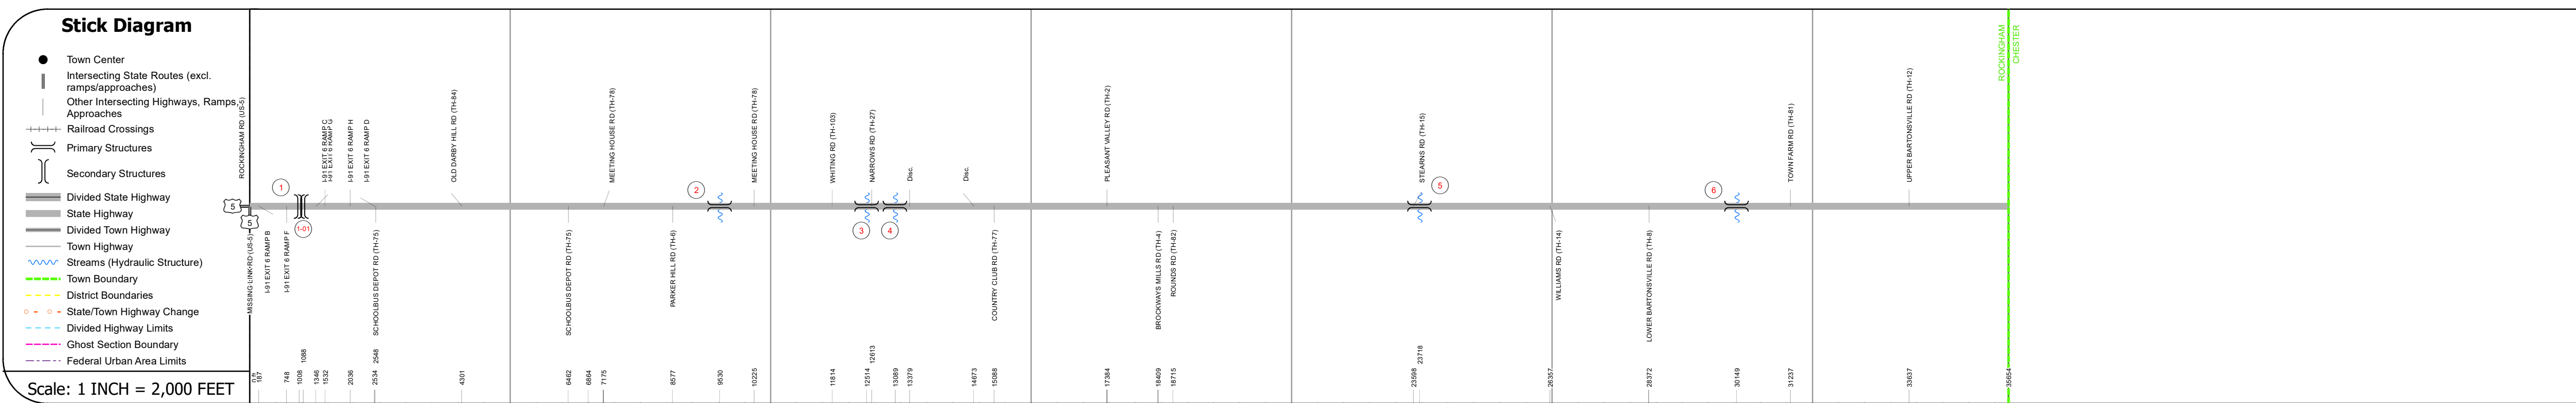 Stick Diagram
Town Center
Intersecting State Routes (excl.
ramps/approaches)
Other Intersecting Highways, Ramps,
Approaches
Railroad Crossings
Primary Structures
Secondary Structures
Divided State Highway
State Highway
Divided Town Highway
Town Highway
Streams (Hydraulic Structure)
Town Boundary
District Boundaries
State/Town Highway Change
Divided Highway Limits
Ghost Section Boundary
Federal Urban Area Limits
Scale: 1 INCH = 2,000 FEET
ROCKINGHAM RD (US-5)
I-91 EXIT 6 RAMP C
I-91 EXIT 6 RAMP G
I-91 EXIT 6 RAMP H
I-91 EXIT 6 RAMP D
OLD DARBY HILL RD (TH-84)
MEETING HOUSE RD (TH-78)
MEETING HOUSE RD (TH-78)
WHITING RD (TH-103)
NARROWS RD (TH-27)
Disc.
Disc.
PLEASANT VALLEY RD (TH-2)
STEARNS RD (TH-15)
TOWN FARM RD (TH-81)
UPPER BARTONSVILLE RD (TH-12)
ROCKINGHAM
CHESTER
1
2
5
6
5
5
1-01
3
4
MISSING LINK RD (US-5)
I-91 EXIT 6 RAMP B
I-91 EXIT 6 RAMP F
SCHOOLBUS DEPOT RD (TH-75)
SCHOOLBUS DEPOT RD (TH-75)
PARKER HILL RD (TH-6)
COUNTRY CLUB RD (TH-77)
BROCKWAYS MILLS RD (TH-4)
ROUNDS RD (TH-82)
WILLIAMS RD (TH-14)
LOWER BARTONSVILLE RD (TH-8)
1088
2548
12613
23718
187
748
1008
1346
1532
2036
2534
4301
6462
6864
7175
8577
9530
10225
11814
12514
13089
13379
14673
15088
17384
18409
18715
23598
26357
28372
30149
31237
33637
35654